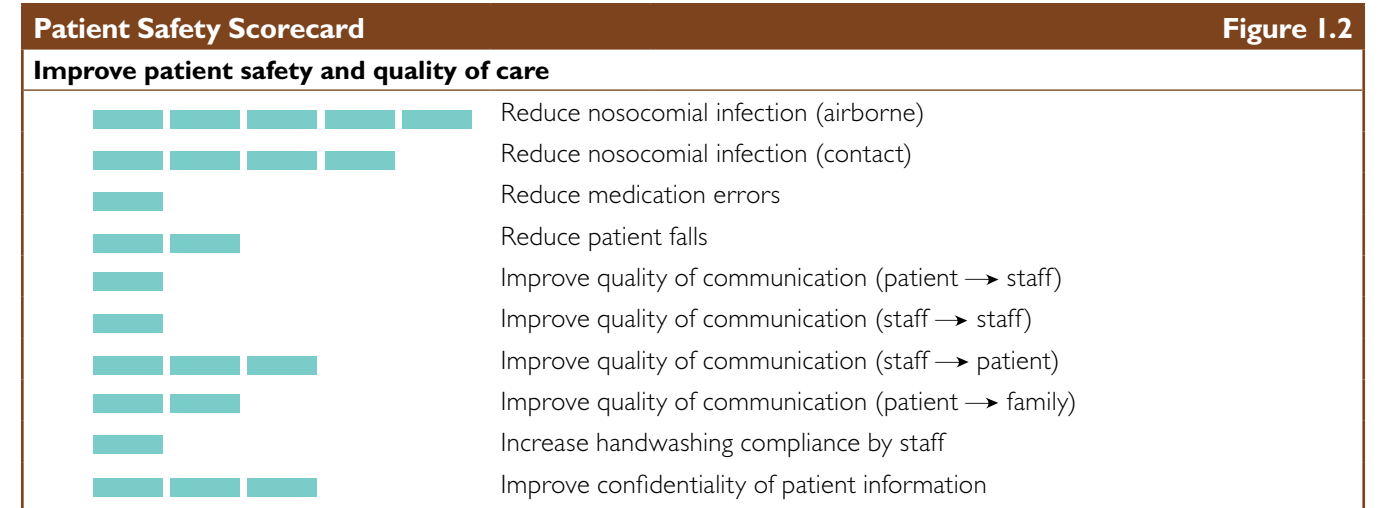 Patient Safety Scorecard Figure 1.2
Improve patient safety and quality of care
Reduce nosocomial infection (airborne)
Reduce nosocomial infection (contact)
Reduce medication errors
Reduce patient falls
Improve quality of communication (patient → staff)
Improve quality of communication (staff → staff)
Improve quality of communication (staff → patient)
Improve quality of communication (patient → family)
Increase handwashing compliance by staff
Improve confidentiality of patient information